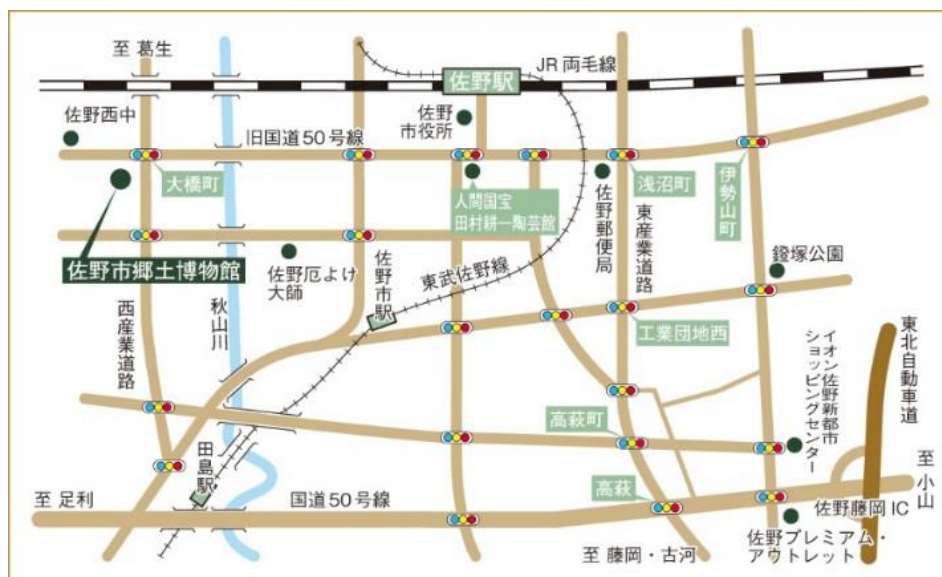 至 葛生
JR両毛線
佐野駅
佐野西中
佐野
市役所
旧国道50号線
大橋町
人間国宝
田村耕一陶芸館
佐野郵便局
浅沼町
東産業道路
伊勢山町
佐野市郷土博物館
佐野厄よけ
大師
佐野市駅
東武佐野線
鐙塚公園
西産業道路
秋山川
工業団地西
イオン佐野新都市
ショッピングセンター
東北自動車道
高萩町
田島駅
至 足利
国道50号線
高萩
至 小山
佐野藤岡IC
佐野プレミアム・
アウトレット
至 藤岡・古河